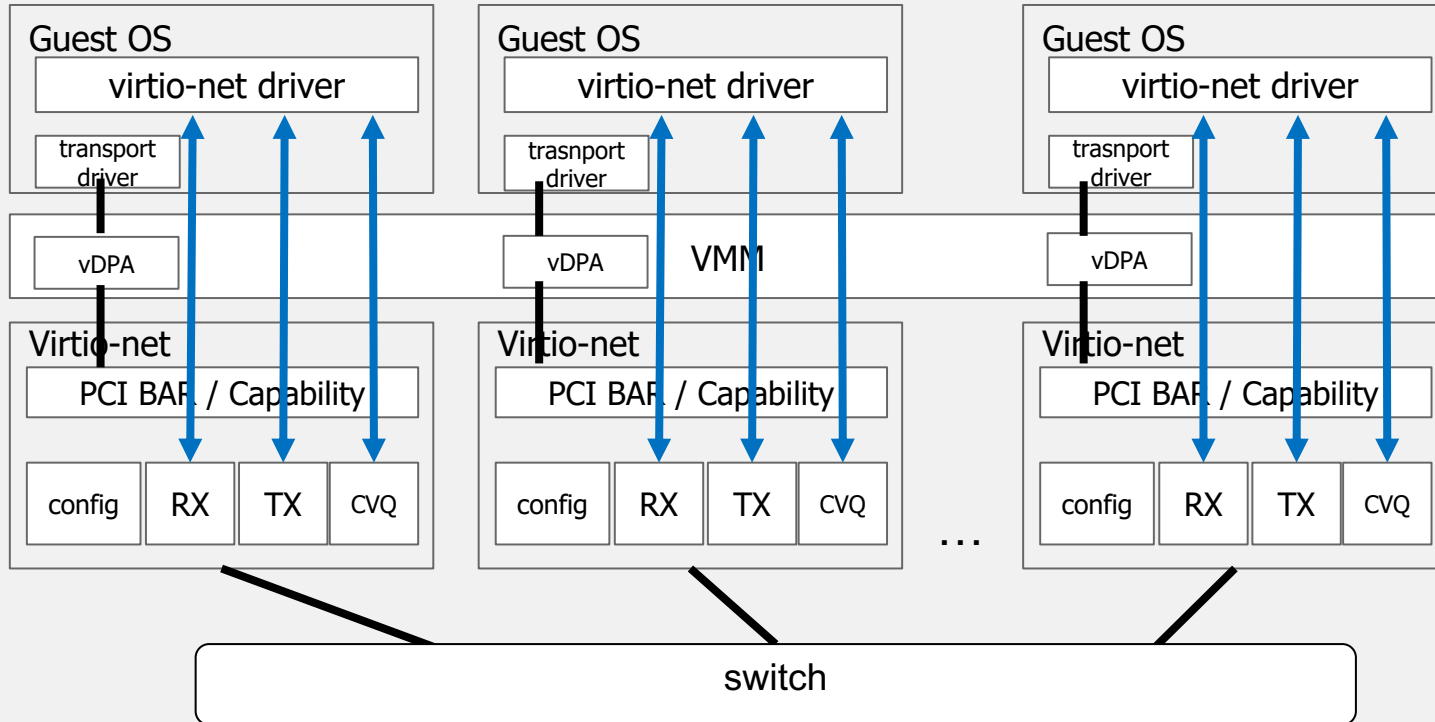 Guest OS
virtio-net driver
transport
driver
Guest OS
virtio-net driver
trasnport
driver
Guest OS
virtio-net driver
trasnport
driver
vDPA
vDPA
VMM
vDPA
Virtio-net
PCI BAR / Capability
config
RX
TX
CVQ
Virtio-net
PCI BAR / Capability
config
RX
TX
CVQ
...
Virtio-net
PCI BAR / Capability
config
RX
TX
CVQ
switch